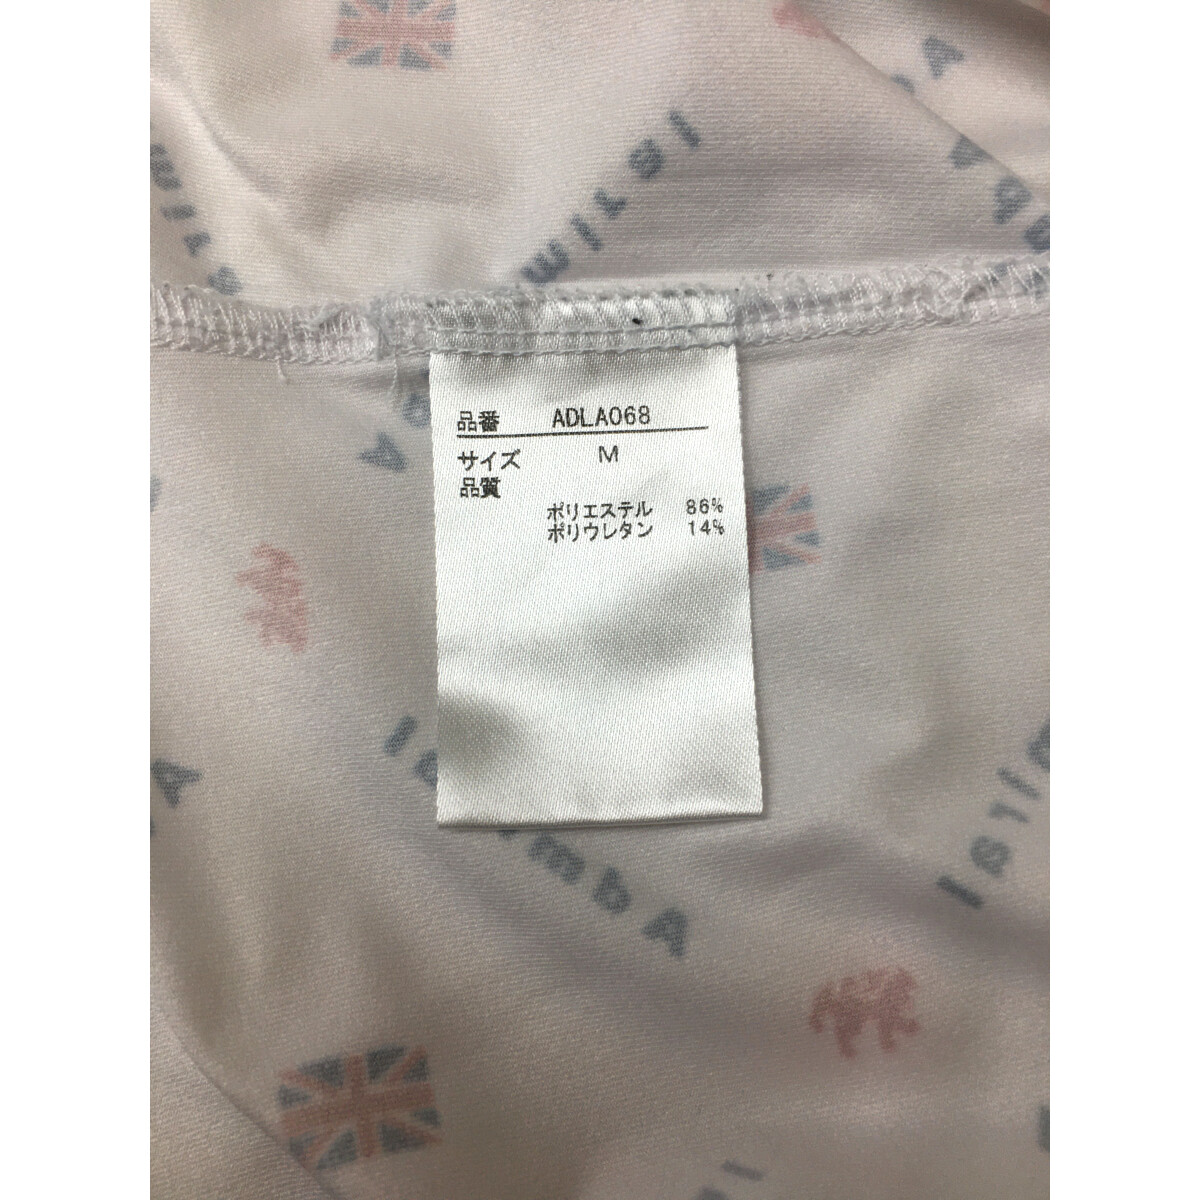 品番 ADLA068
サイズ M
品質
ポリエステル 86%
ポリウレタン 14%
Admiral